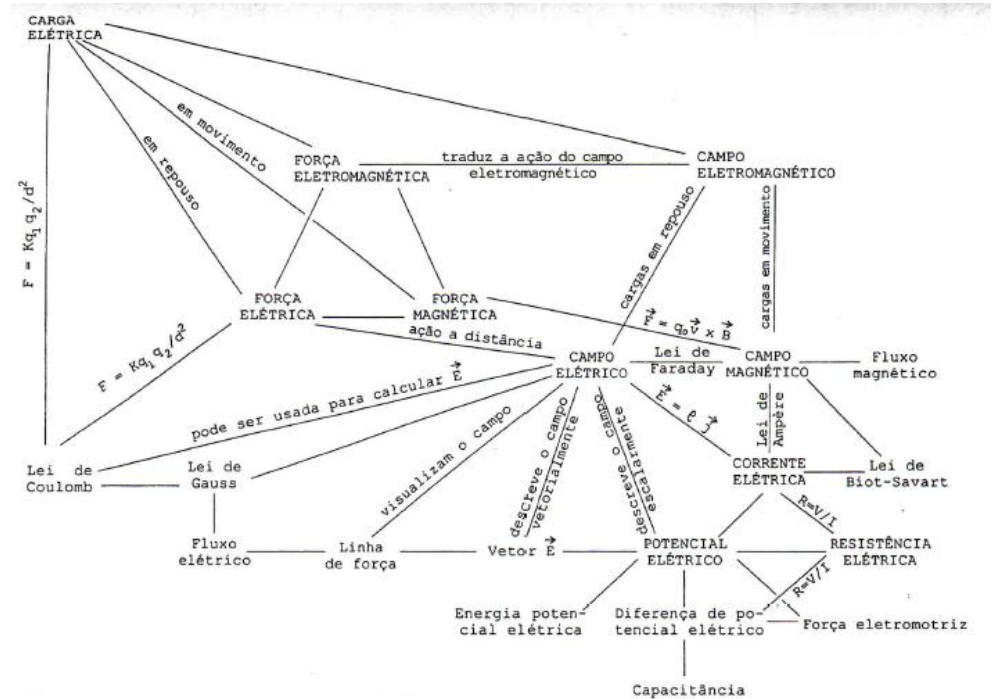 CARGA
ELÉTRICA
em movimento
em repouso
F = Kq₁q₂/d²
FORÇA
ELETROMAGNÉTICA
traduz a ação do campo
eletromagnético
CAMPO
ELETROMAGNÉTICO
cargas em repouso
cargas em movimento
FORÇA
ELÉTRICA
FORÇA
MAGNÉTICA
F = Kq₁q₂/d²
ação a distância
F⃗ = q₀v⃗ x B⃗
CAMPO
ELÉTRICO
Lei de
Faraday
CAMPO
MAGNÉTICO
Fluxo
magnético
pode ser usada para calcular E⃗
E⃗ = ρ J⃗
Lei de
Ampère
Lei de
Coulomb
Lei de
Gauss
visualizam o campo
descreve o campo
vetorialmente
descreve o campo
escalarmente
CORRENTE
ELÉTRICA
Lei de
Biot-Savart
R=V/I
Fluxo
elétrico
Linha
de força
Vetor E⃗
POTENCIAL
ELÉTRICO
RESISTÊNCIA
ELÉTRICA
R=V/I
Energia poten-
cial elétrica
Diferença de po-
tencial elétrico
Força eletromotriz
Capacitância